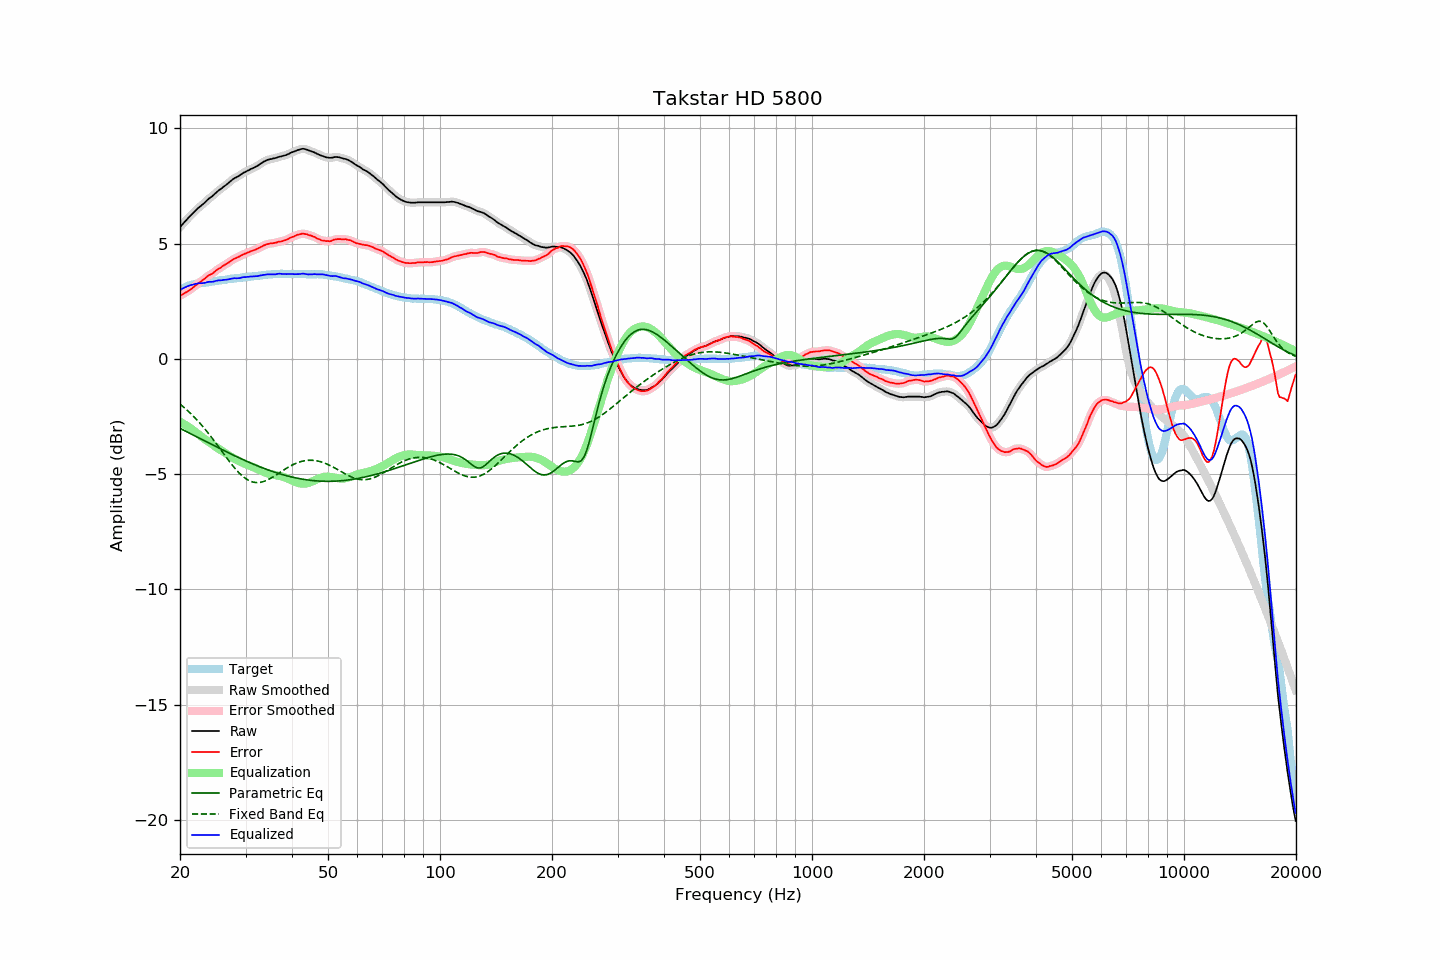 Takstar HD 5800
10
5
0
−5
−10
−15
−20
Amplitude (dBr)
Target
Raw Smoothed
Error Smoothed
Raw
Error
Equalization
Parametric Eq
Fixed Band Eq
Equalized
20 50 100 200 500 1000 2000 5000 10000 20000
Frequency (Hz)